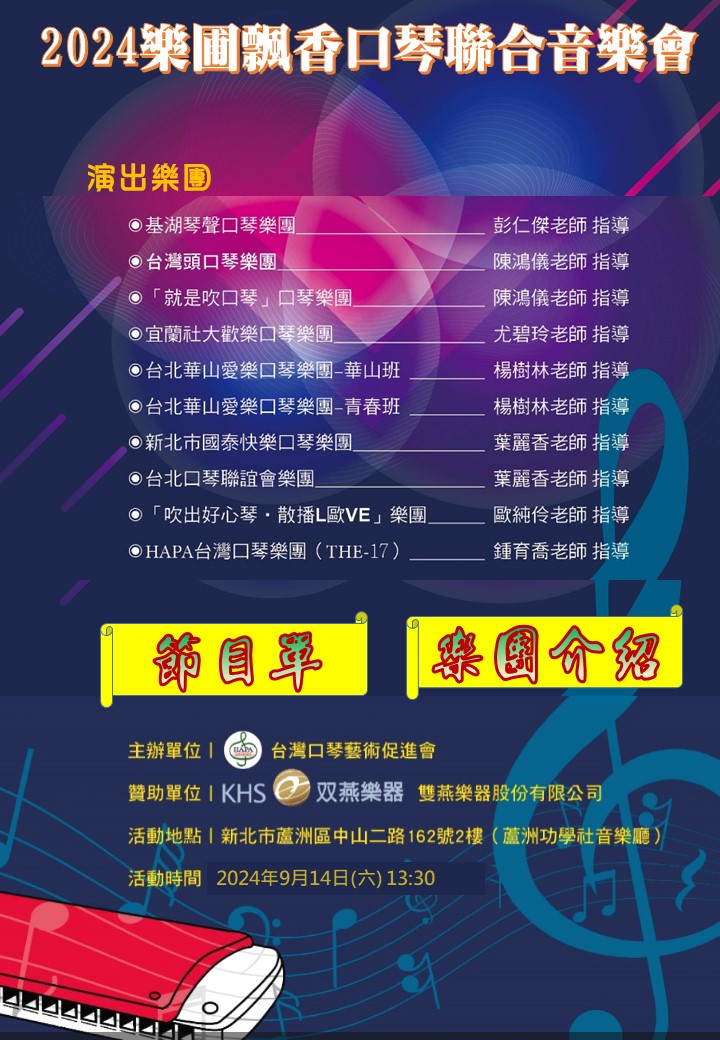 2024樂圃飄香口琴聯合音樂會
演出樂團
◉基湖琴聲口琴樂團 彭仁傑老師 指導
◉台灣頭口琴樂團 陳鴻儀老師 指導
◉「就是吹口琴」口琴樂團 陳鴻儀老師 指導
◉宜蘭社大歡樂口琴樂團 尤碧玲老師 指導
◉台北華山愛樂口琴樂團–華山班 楊樹林老師 指導
◉台北華山愛樂口琴樂團–青春班 楊樹林老師 指導
◉新北市國泰快樂口琴樂團 葉麗香老師 指導
◉台北口琴聯誼會樂團 葉麗香老師 指導
◉「吹出好心琴・散播L歐VE」樂團 歐純伶老師 指導
◉HAPA台灣口琴樂團（THE-17） 鍾育喬老師 指導
節目單 樂團介紹
主辦單位 | HAPA 台灣口琴藝術促進會
贊助單位 | KHS 双燕樂器 雙燕樂器股份有限公司
活動地點 | 新北市蘆洲區中山二路162號2樓（蘆洲功學社音樂廳）
活動時間 2024年9月14日(六) 13:30